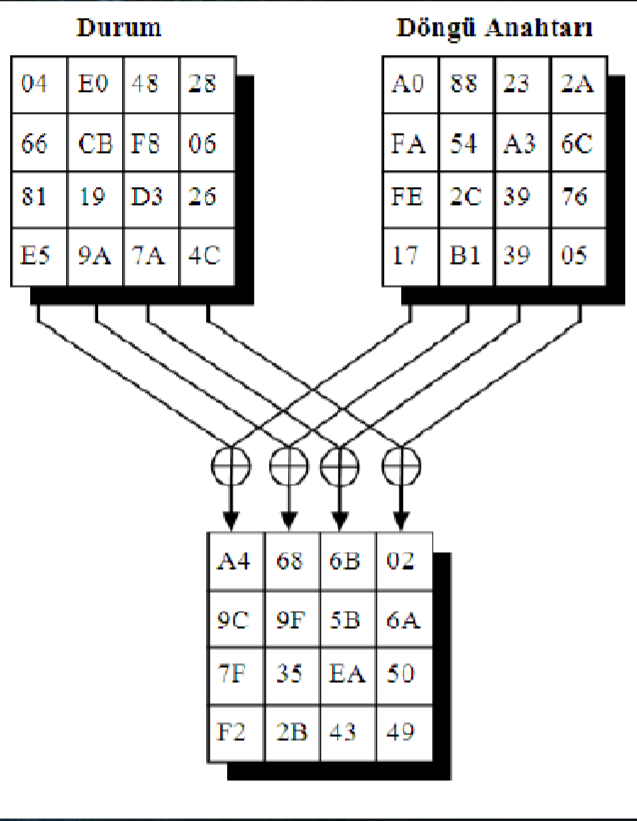 Durum
Döngü Anahtarı
04 E0 48 28
66 CB F8 06
81 19 D3 26
E5 9A 7A 4C
A0 88 23 2A
FA 54 A3 6C
FE 2C 39 76
17 B1 39 05
A4 68 6B 02
9C 9F 5B 6A
7F 35 EA 50
F2 2B 43 49